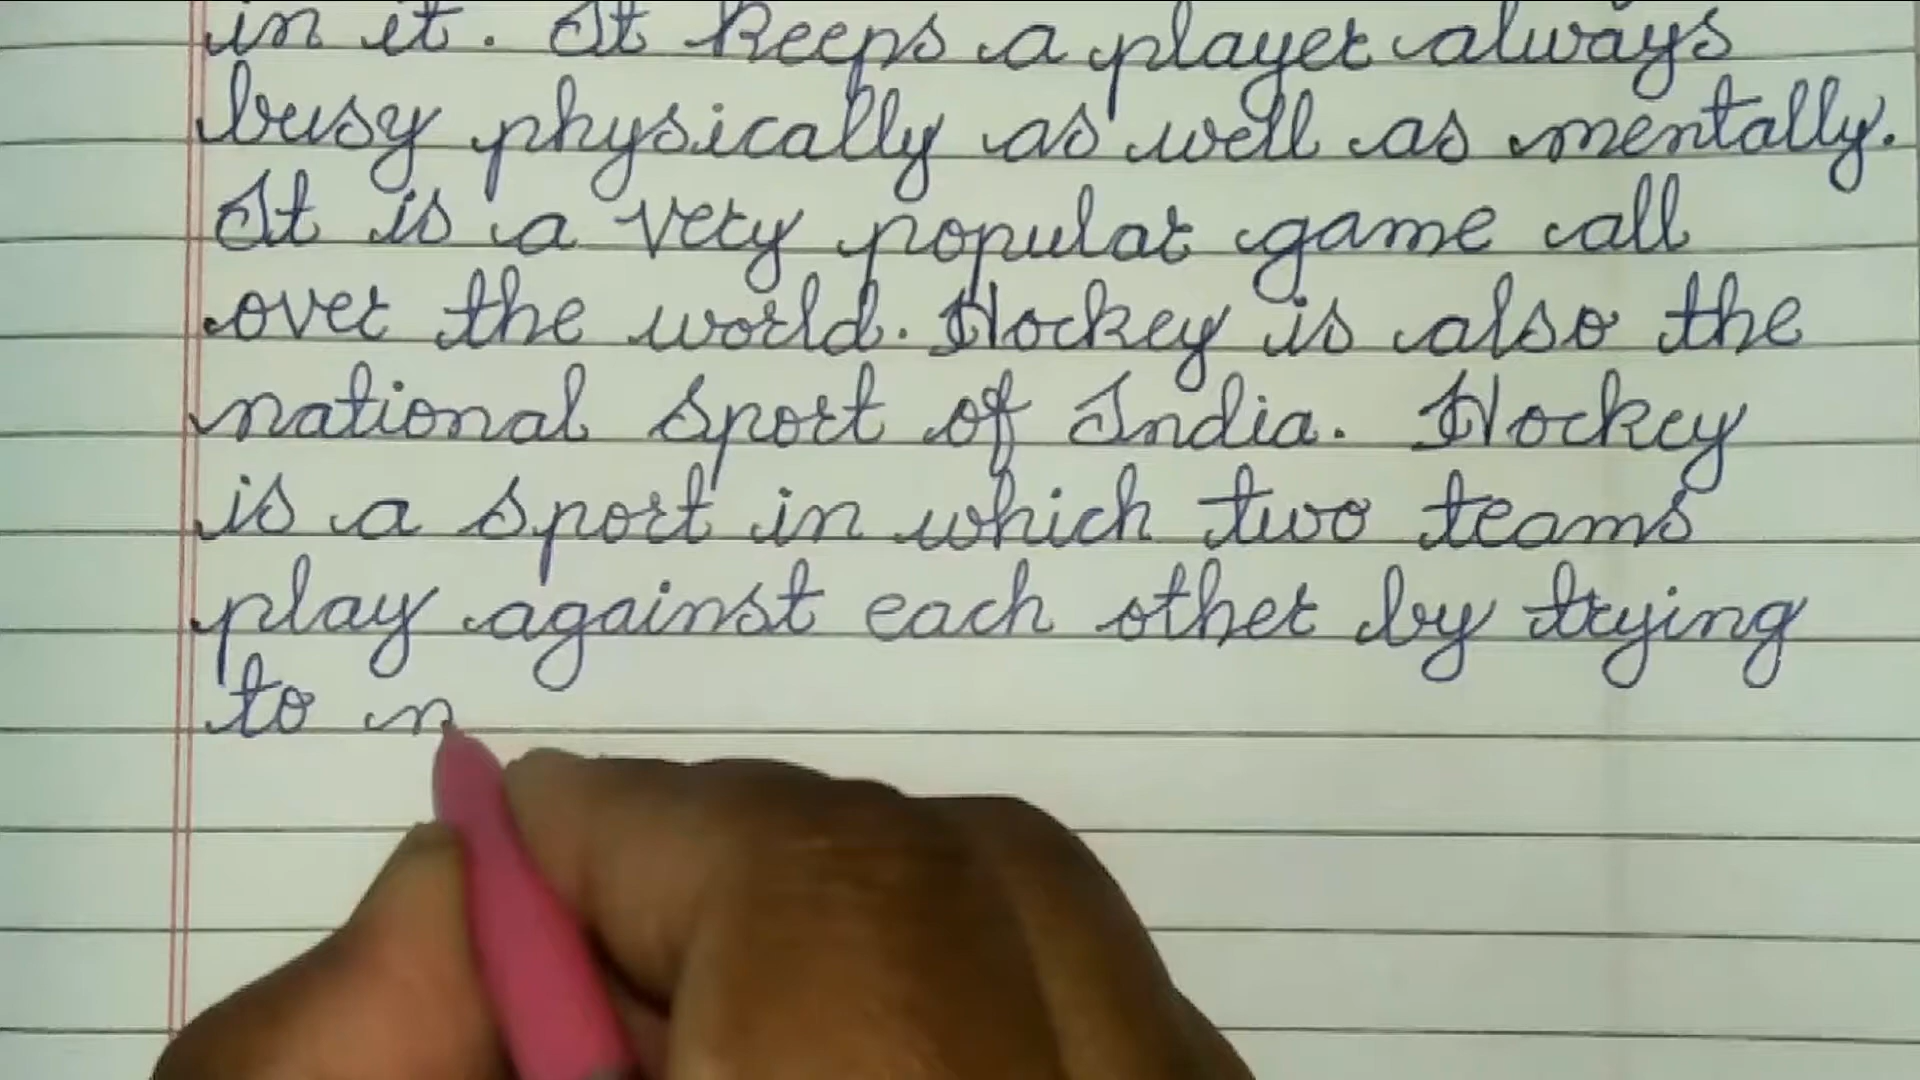 in it. It keeps a player always
busy physically as well as mentally.
It is a very popular game all
over the world. Hockey is also the
national sport of India. Hockey
is a sport in which two teams
play against each other by trying
to m